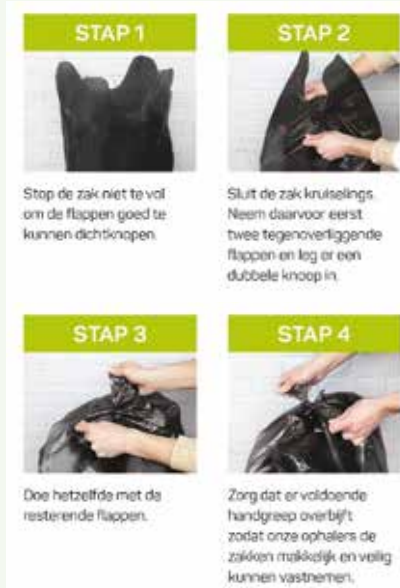 STAP 1
Stop de zak niet te vol
om de flappen goed te
kunnen dichtknopen.
STAP 2
Sluit de zak kruiselings.
Neem daarvoor eerst
twee tegenoverliggende
flappen en leg er een
dubbele knoop in.
STAP 3
Doe hetzelfde met de
resterende flappen.
STAP 4
Zorg dat er voldoende
handgreep overblijft
zodat onze ophalers de
zakken makkelijk en veilig
kunnen vastnemen.